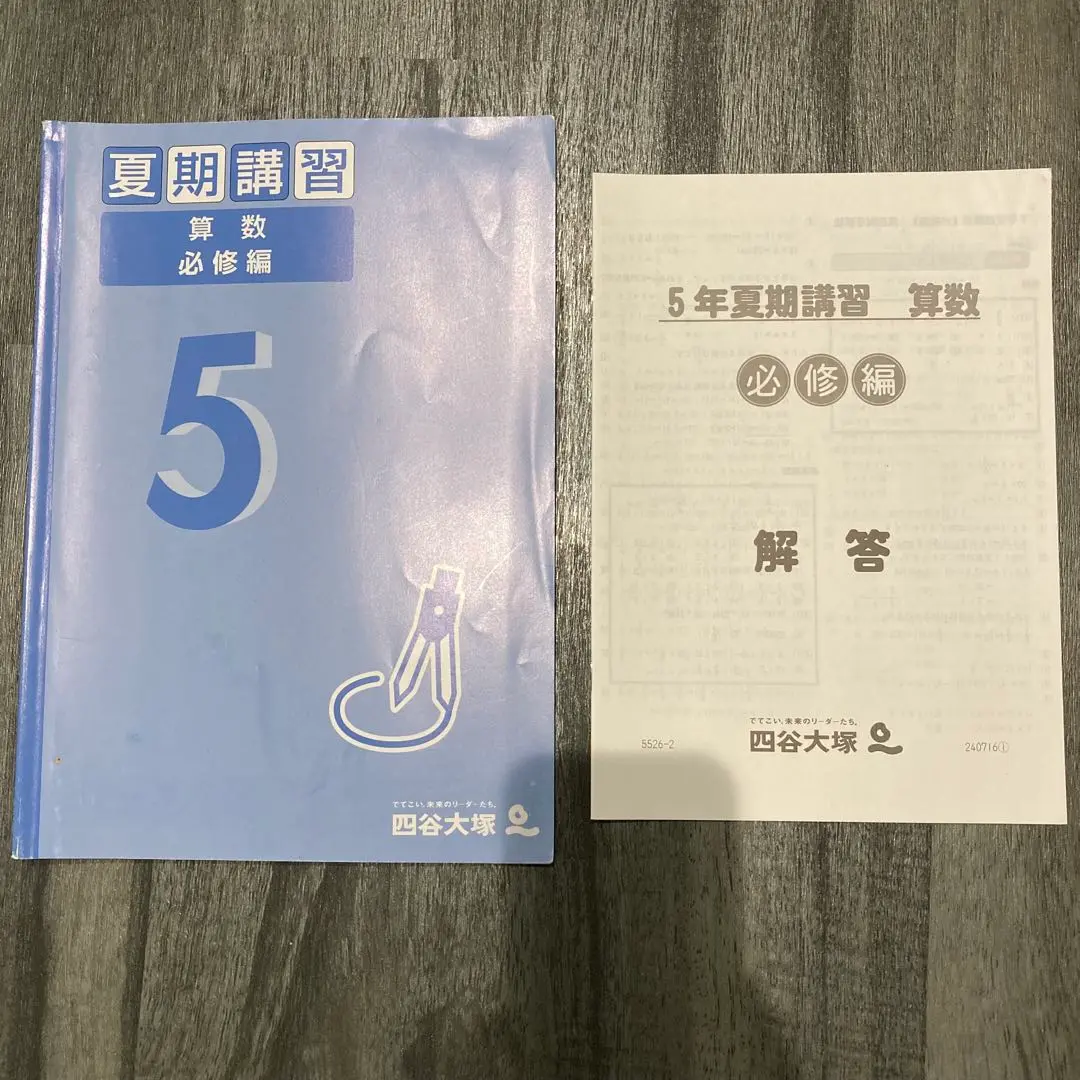 夏期講習
算数
必修編
5
ででこい、未来のリーダーたち。
四谷大塚
5年夏期講習 算数
必修編
解答
ででこい、未来のリーダーたち。
四谷大塚
5526-2
240716①